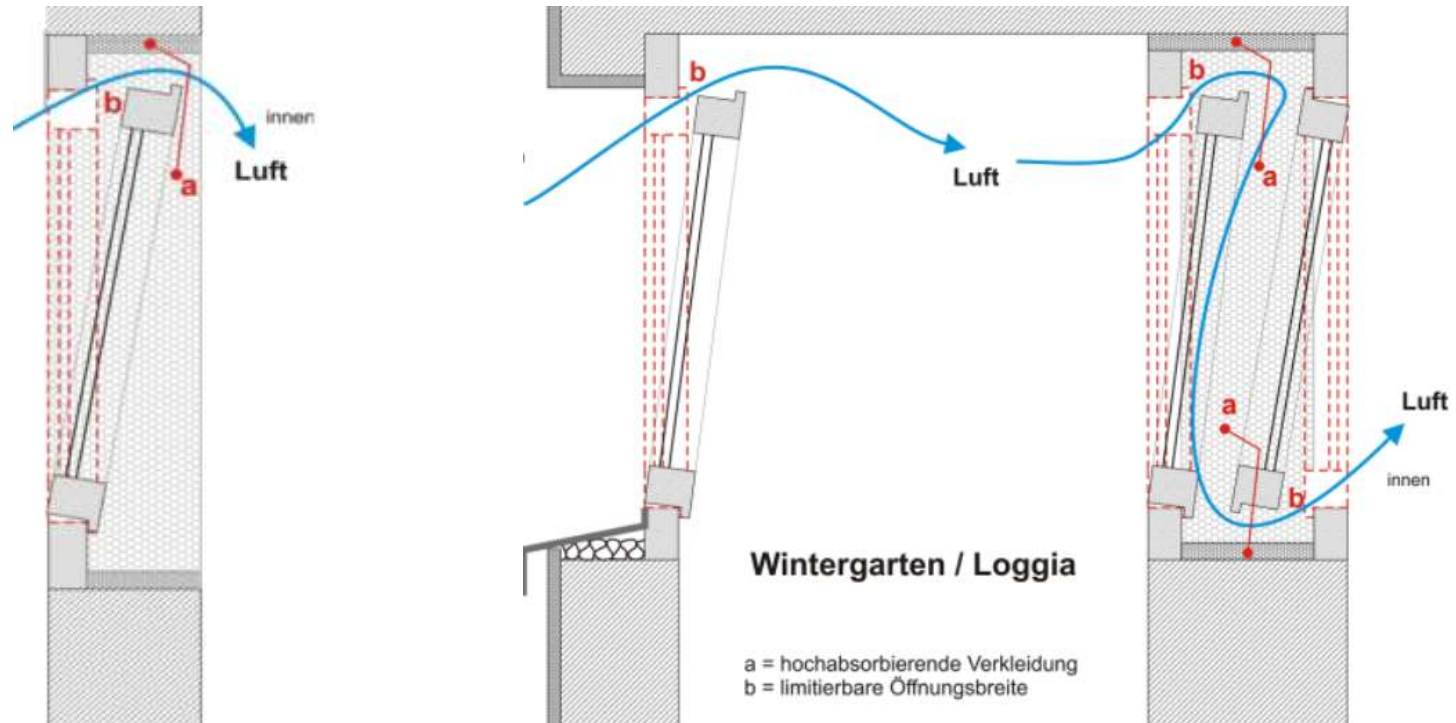 b
innen
Luft
a
b
Luft
b
a
a
Luft
innen
b
Wintergarten / Loggia
a = hochabsorbierende Verkleidung
b = limitierbare Öffnungsbreite